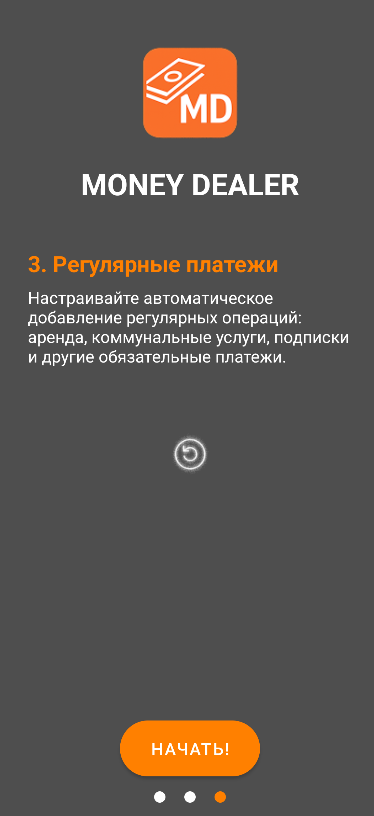 MD
MONEY DEALER
3. Регулярные платежи
Настраивайте автоматическое
добавление регулярных операций:
аренда, коммунальные услуги, подписки
и другие обязательные платежи.
НАЧАТЬ!